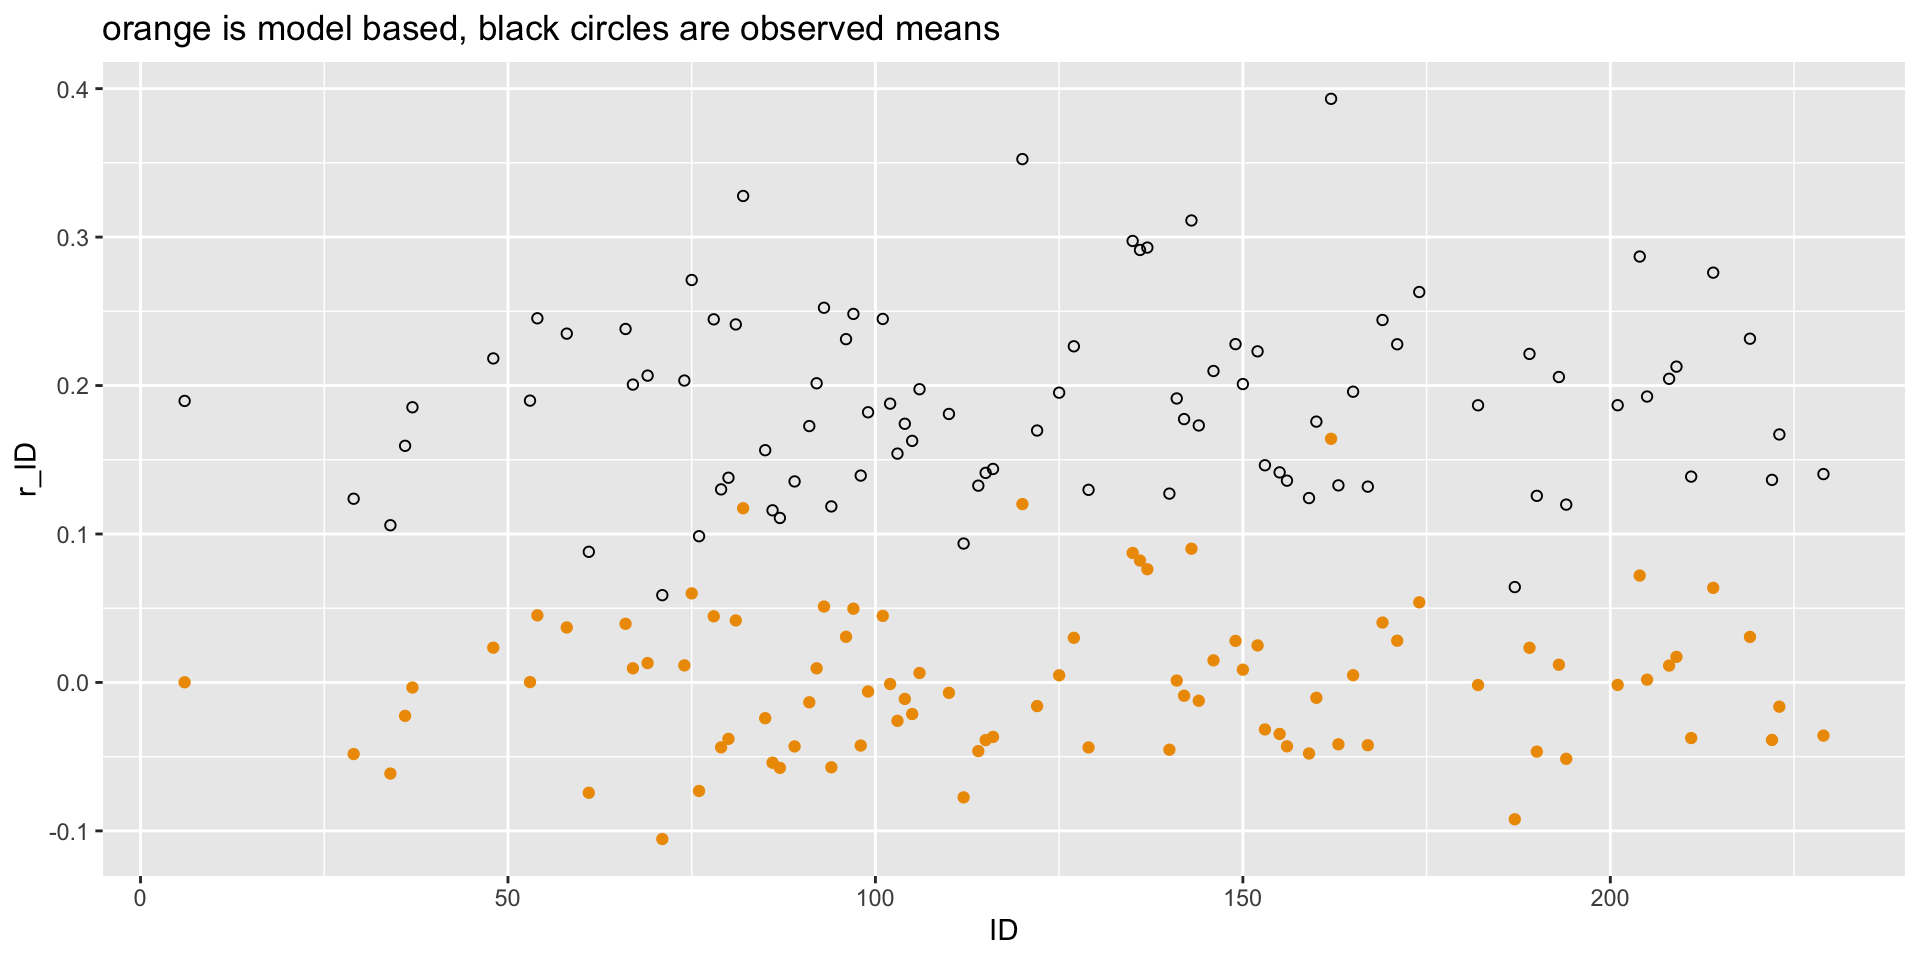 orange is model based, black circles are observed means
0.4
0.3
0.2
0.1
0.0
-0.1
r_ID
0 50 100 150 200
ID